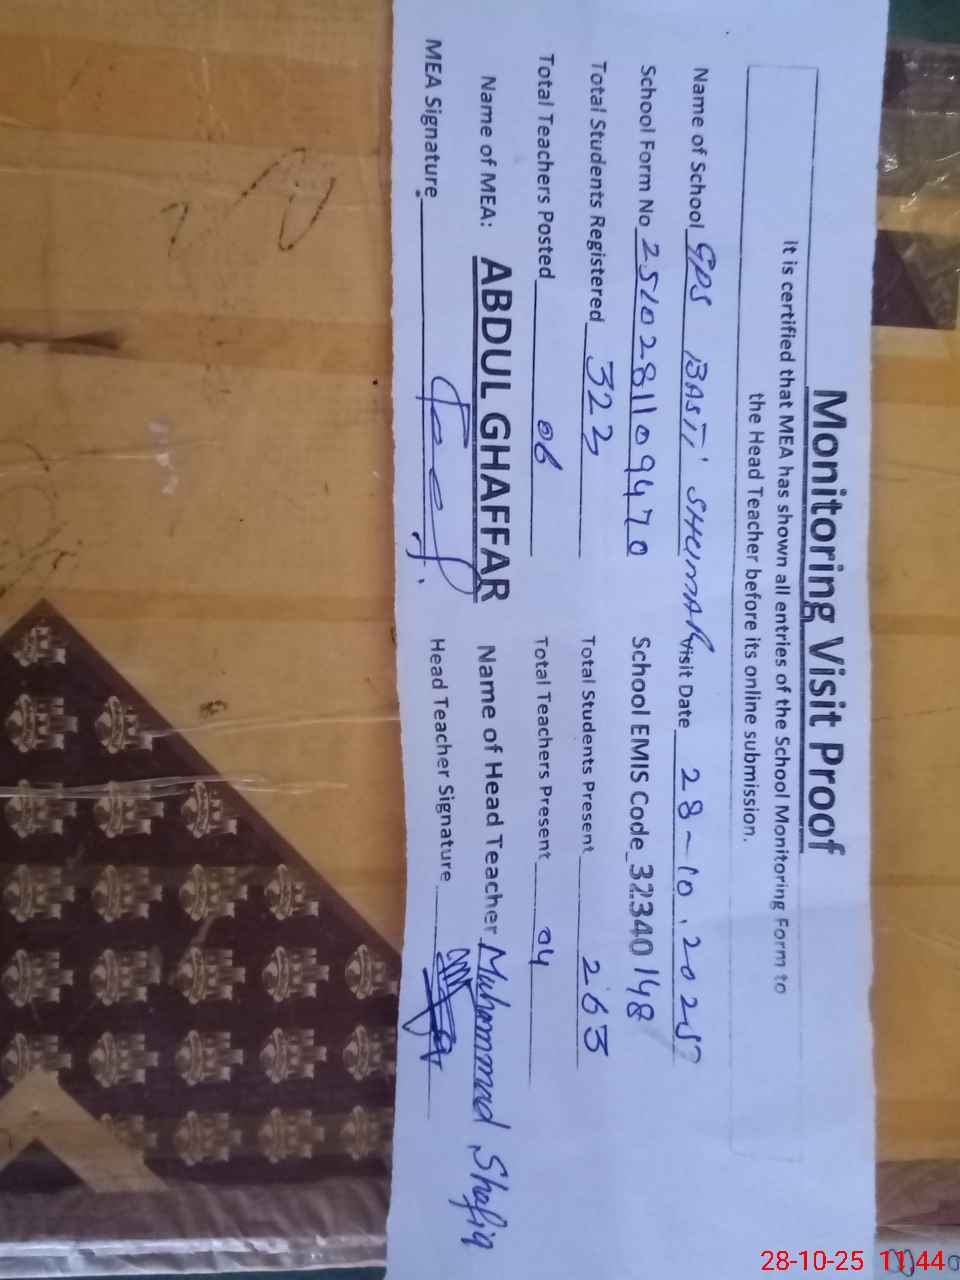 Monitoring Visit Proof
It is certified that MEA has shown all entries of the School Monitoring Form to
the Head Teacher before its online submission.
Name of School GPS BASTI SHUMAR Visit Date 28-10.2025
School Form No 2510281109470 School EMIS Code 32340148
Total Students Registered 323 Total Students Present 263
Total Teachers Posted 06 Total Teachers Present 04
Name of MEA: ABDUL GHAFFAR Name of Head Teacher Muhammad Shafiq
MEA Signature Head Teacher Signature
28-10-25 11:44